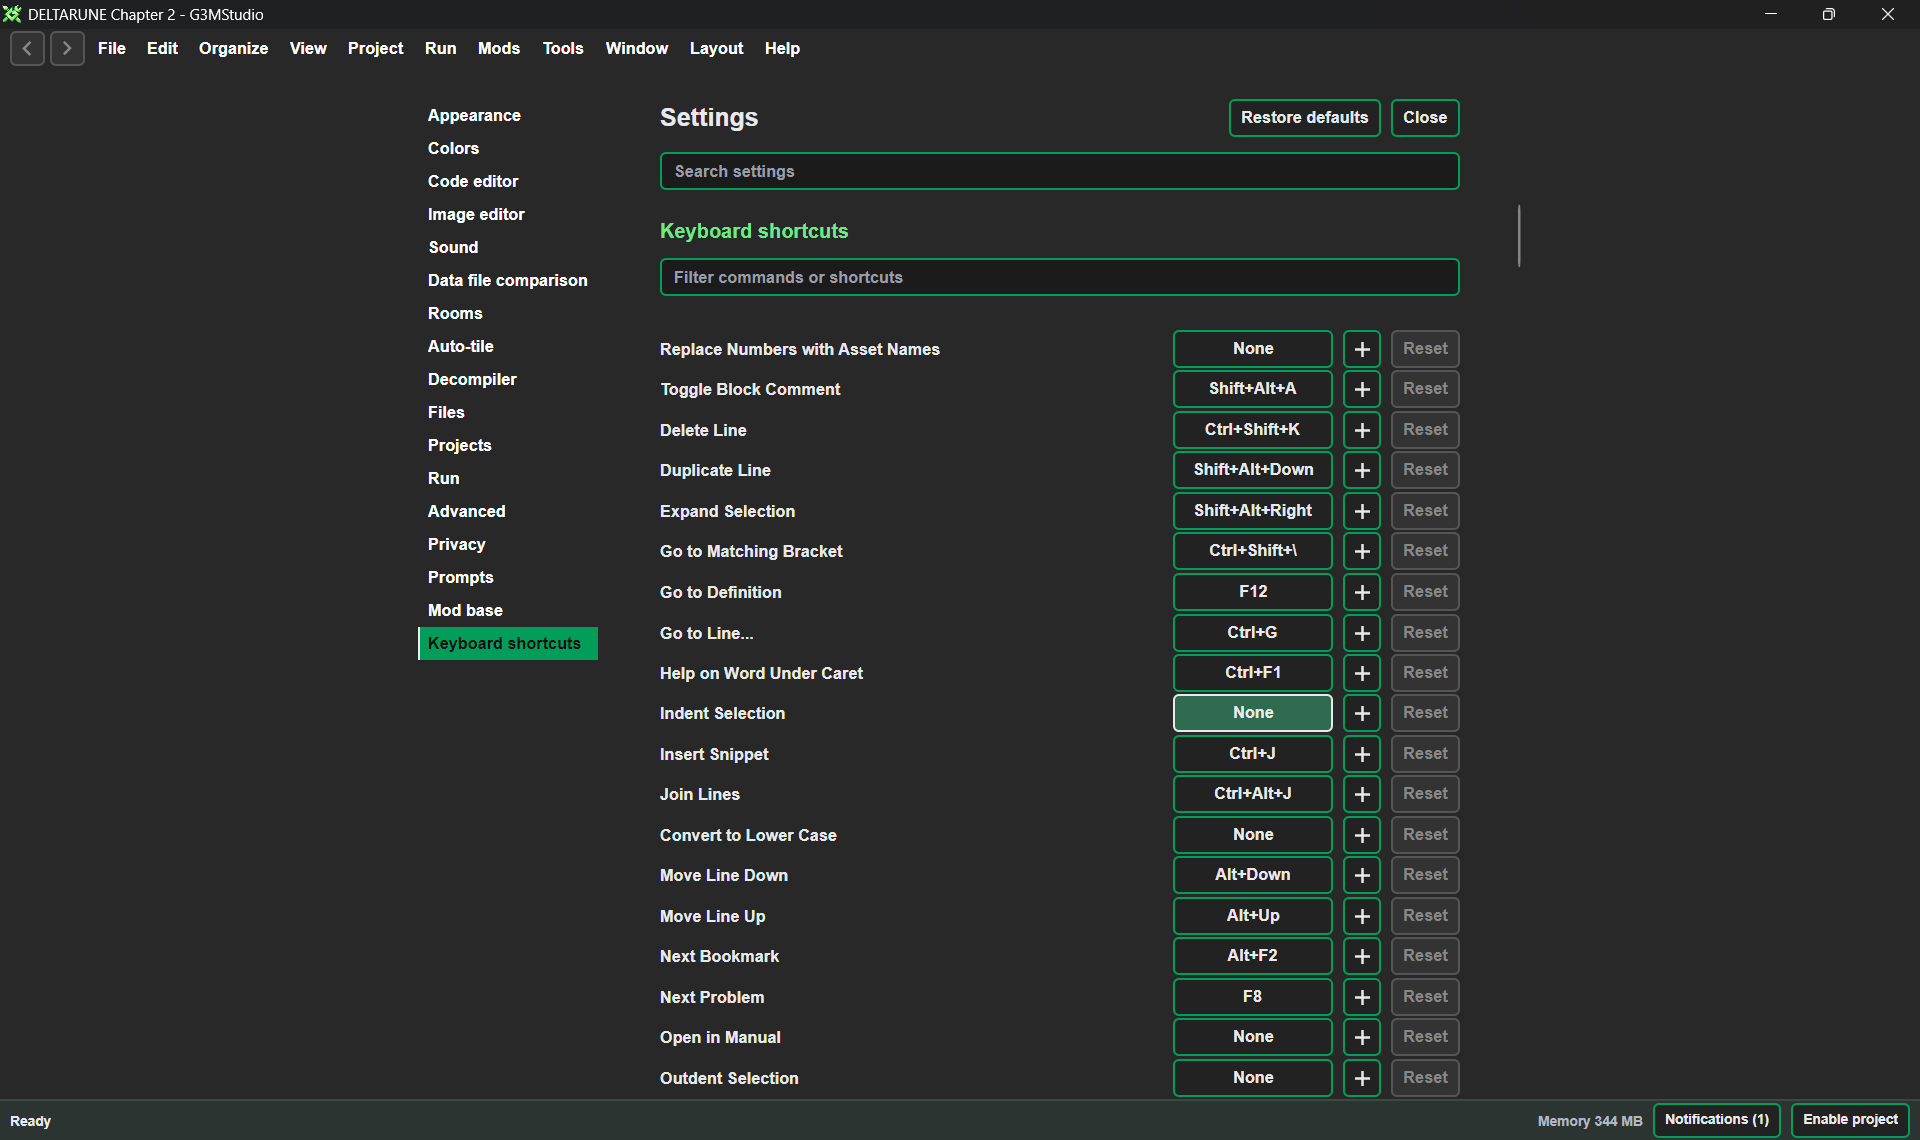 DELTARUNE Chapter 2 - G3MStudio
File Edit Organize View Project Run Mods Tools Window Layout Help
Appearance
Colors
Code editor
Image editor
Sound
Data file comparison
Rooms
Auto-tile
Decompiler
Files
Projects
Run
Advanced
Privacy
Prompts
Mod base
Keyboard shortcuts
Settings
Restore defaults Close
Search settings
Keyboard shortcuts
Filter commands or shortcuts
Replace Numbers with Asset Names None + Reset
Toggle Block Comment Shift+Alt+A + Reset
Delete Line Ctrl+Shift+K + Reset
Duplicate Line Shift+Alt+Down + Reset
Expand Selection Shift+Alt+Right + Reset
Go to Matching Bracket Ctrl+Shift+\ + Reset
Go to Definition F12 + Reset
Go to Line... Ctrl+G + Reset
Help on Word Under Caret Ctrl+F1 + Reset
Indent Selection None + Reset
Insert Snippet Ctrl+J + Reset
Join Lines Ctrl+Alt+J + Reset
Convert to Lower Case None + Reset
Move Line Down Alt+Down + Reset
Move Line Up Alt+Up + Reset
Next Bookmark Alt+F2 + Reset
Next Problem F8 + Reset
Open in Manual None + Reset
Outdent Selection None + Reset
Ready Memory 344 MB Notifications (1) Enable project